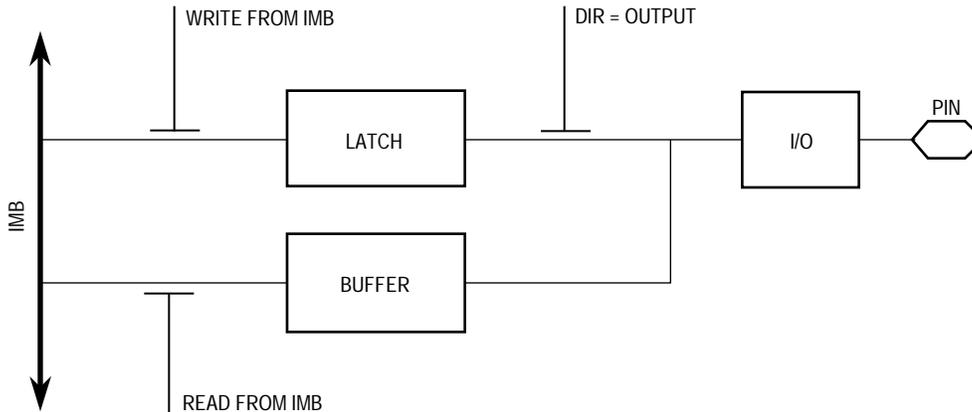 WRITE FROM IMB
DIR = OUTPUT
PIN
LATCH
I/O
IMB
BUFFER
READ FROM IMB